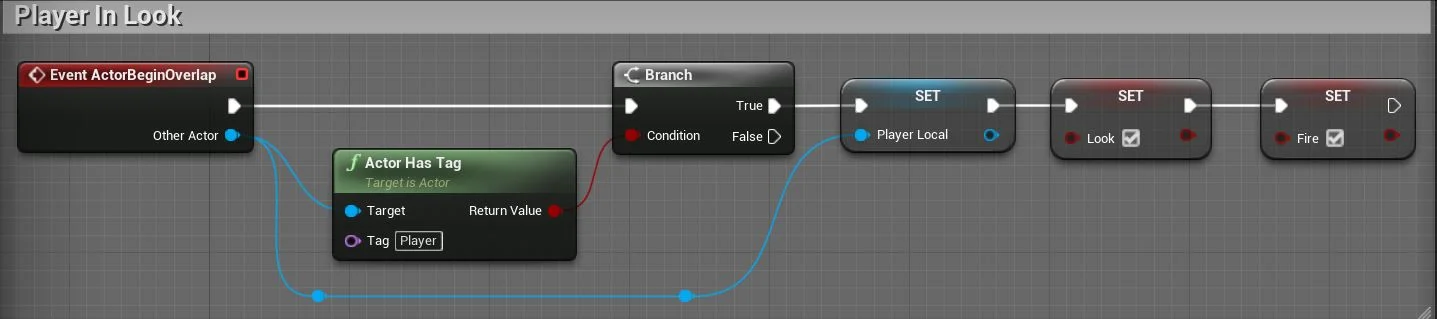 Player In Look
Event ActorBeginOverlap
Other Actor
f Actor Has Tag
Target is Actor
Target Return Value
Tag Player
Branch
True
Condition False
SET
Player Local
SET
Look
SET
Fire